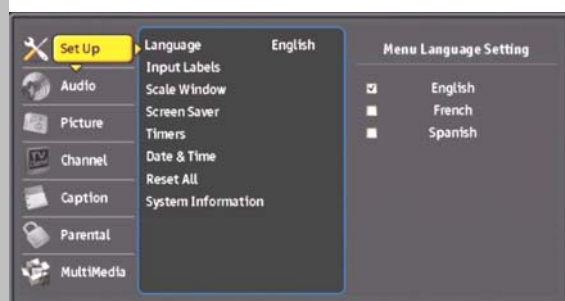 Set Up
Audio
Picture
Channel
Caption
Parental
MultiMedia
Language English
Input Labels
Scale Window
Screen Saver
Timers
Date & Time
Reset All
System Information
Menu Language Setting
English
French
Spanish